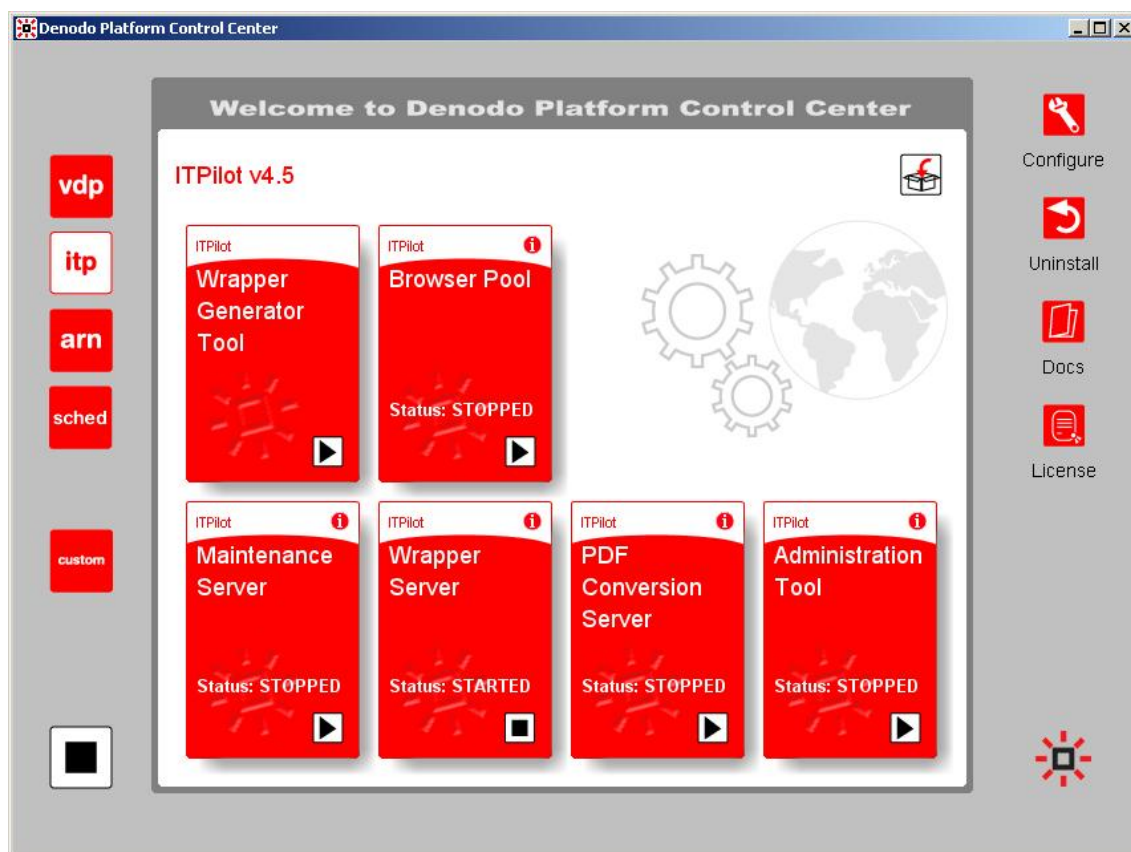 Denodo Platform Control Center
Welcome to Denodo Platform Control Center
vdp
itp
arn
sched
custom
ITPilot v4.5
ITPilot
Wrapper
Generator
Tool
ITPilot
Browser Pool
Status: STOPPED
ITPilot
Maintenance
Server
Status: STOPPED
ITPilot
Wrapper
Server
Status: STARTED
ITPilot
PDF
Conversion
Server
Status: STOPPED
ITPilot
Administration
Tool
Status: STOPPED
Configure
Uninstall
Docs
License